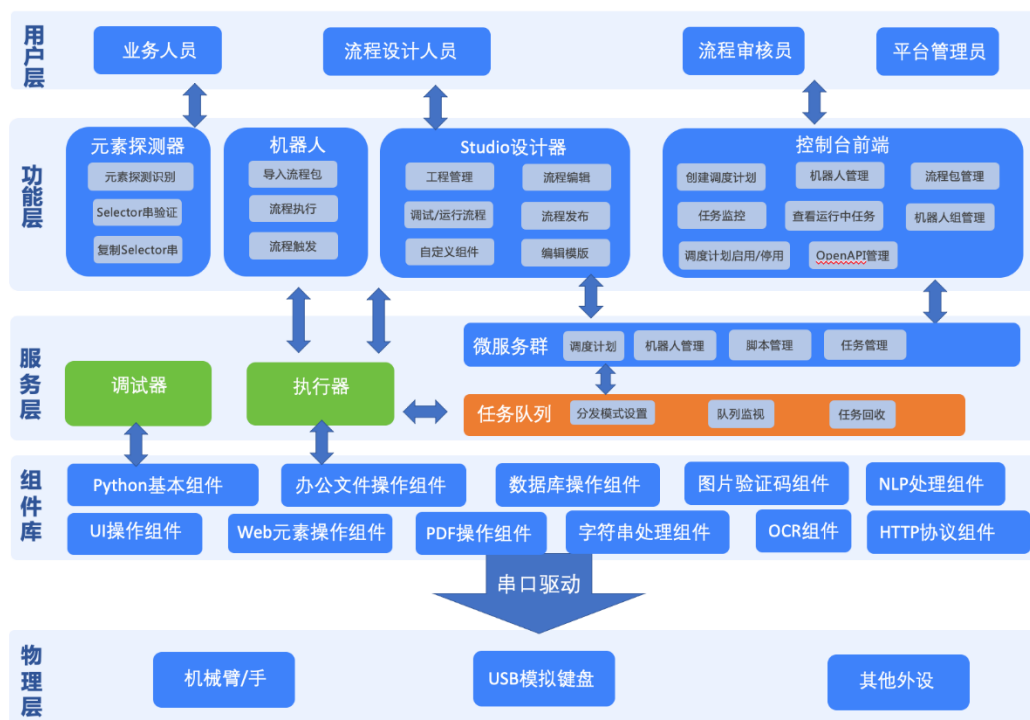 用户层
业务人员
流程设计人员
流程审核员
平台管理员
功能层
元素探测器
元素探测识别
Selector串验证
复制Selector串
机器人
导入流程包
流程执行
流程触发
Studio设计器
工程管理
流程编辑
调试/运行流程
流程发布
自定义组件
编辑模版
控制台前端
创建调度计划
机器人管理
流程包管理
任务监控
查看运行中任务
机器人组管理
调度计划启用/停用
OpenAPI管理
服务层
调试器
执行器
微服务群
调度计划
机器人管理
脚本管理
任务管理
任务队列
分发模式设置
队列监视
任务回收
组件库
Python基本组件
办公文件操作组件
数据库操作组件
图片验证码组件
NLP处理组件
UI操作组件
Web元素操作组件
PDF操作组件
字符串处理组件
OCR组件
HTTP协议组件
串口驱动
物理层
机械臂/手
USB模拟键盘
其他外设